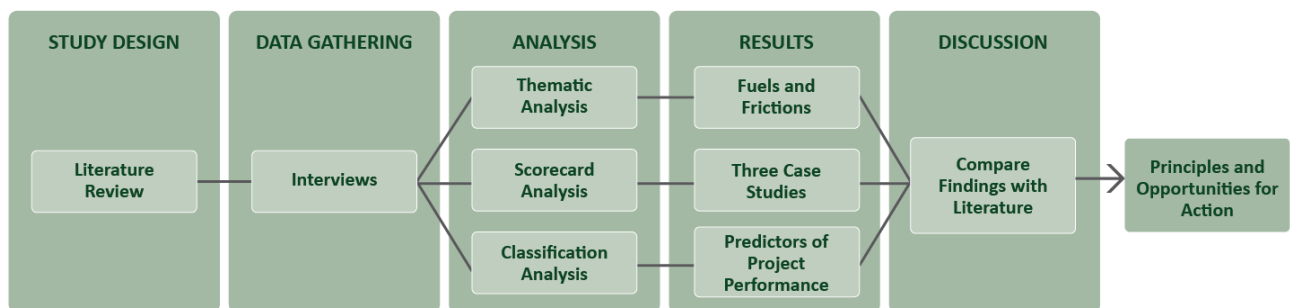 STUDY DESIGN
Literature
Review
DATA GATHERING
Interviews
ANALYSIS
Thematic
Analysis
Scorecard
Analysis
Classification
Analysis
RESULTS
Fuels and
Frictions
Three Case
Studies
Predictors of
Project
Performance
DISCUSSION
Compare
Findings with
Literature
Principles and
Opportunities for
Action